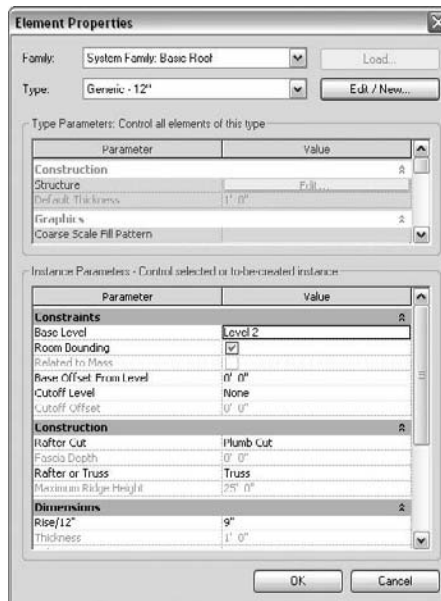 Element Properties
Family: System Family: Basic Roof Load...
Type: Generic - 12" Edit / New...
Type Parameters: Control all elements of this type
Parameter Value
Construction
Structure Edit...
Default Thickness 1' 0"
Graphics
Coarse Scale Fill Pattern
Instance Parameters - Control selected or to-be-created instance
Parameter Value
Constraints
Base Level Level 2
Room Bounding
Related to Mass
Base Offset From Level 0' 0"
Cutoff Level None
Cutoff Offset 0' 0"
Construction
Rafter Cut Plumb Cut
Fascia Depth 0' 0"
Rafter or Truss Truss
Maximum Ridge Height 25' 0"
Dimensions
Rise/12" 9"
Thickness 1' 0"
OK Cancel